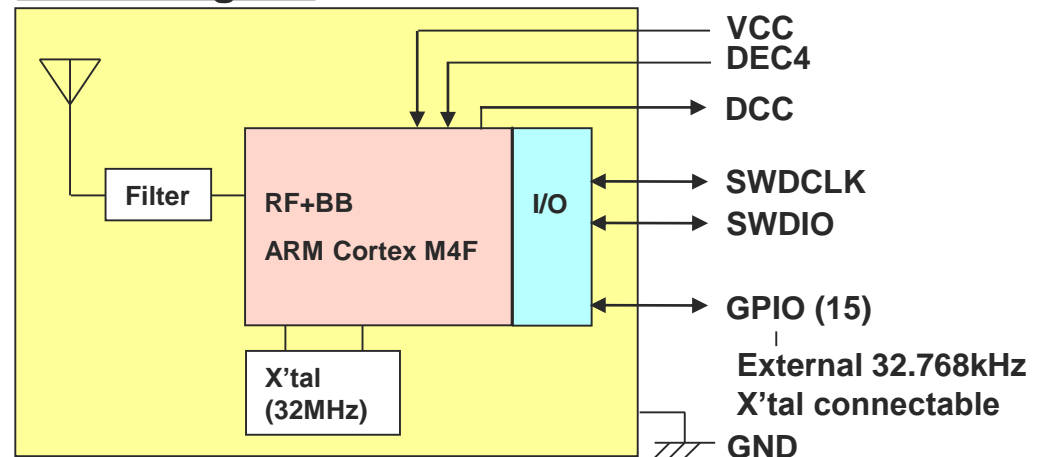 VCC
DEC4
DCC
Filter
RF+BB
ARM Cortex M4F
I/O
SWDCLK
SWDIO
GPIO (15)
External 32.768kHz
X'tal connectable
X'tal
(32MHz)
GND